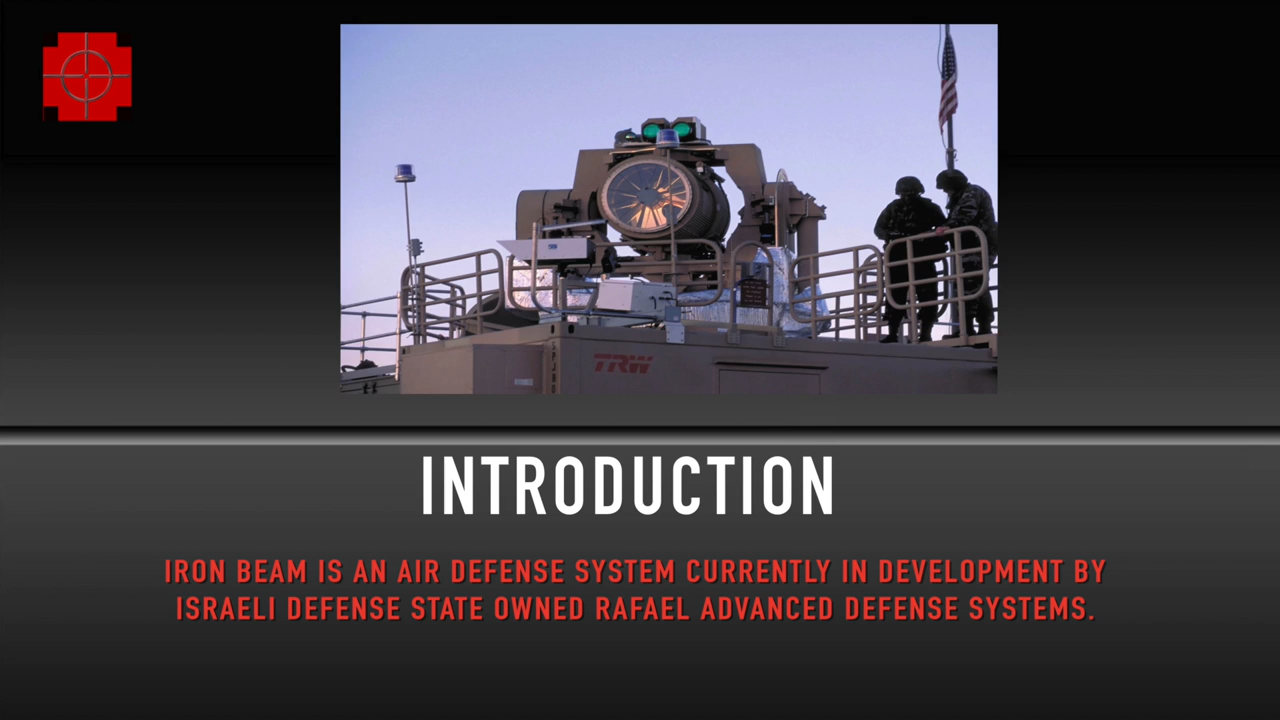 TRW
INTRODUCTION
IRON BEAM IS AN AIR DEFENSE SYSTEM CURRENTLY IN DEVELOPMENT BY
ISRAELI DEFENSE STATE OWNED RAFAEL ADVANCED DEFENSE SYSTEMS.